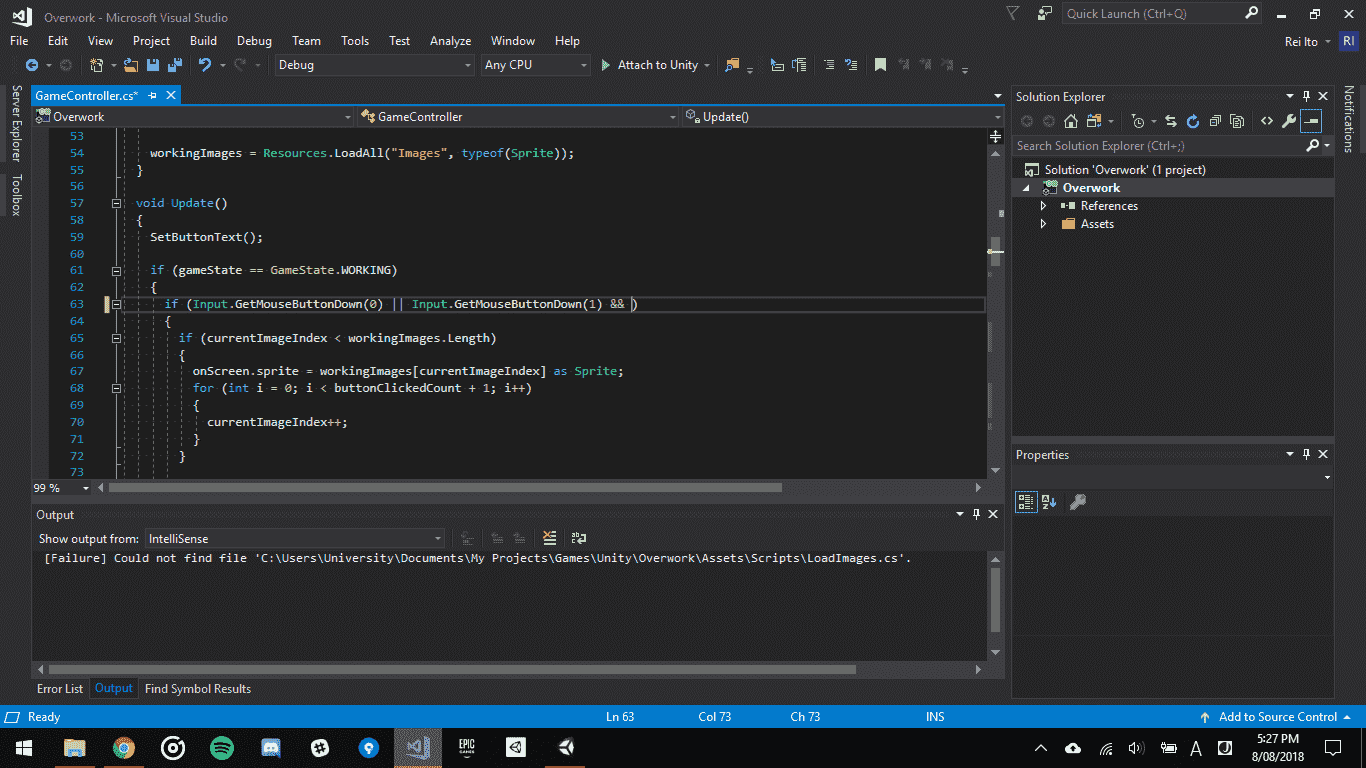 Overwork - Microsoft Visual Studio
Quick Launch (Ctrl+Q)
File Edit View Project Build Debug Team Tools Test Analyze Window Help
Rei Ito RI
Debug Any CPU Attach to Unity
Server Explorer
Toolbox
GameController.cs*
Overwork GameController Update()
53
54 workingImages = Resources.LoadAll("Images", typeof(Sprite));
55 }
56
57 void Update()
58 {
59 SetButtonText();
60
61 if (gameState == GameState.WORKING)
62 {
63 if (Input.GetMouseButtonDown(0) || Input.GetMouseButtonDown(1) && )
64 {
65 if (currentImageIndex < workingImages.Length)
66 {
67 onScreen.sprite = workingImages[currentImageIndex] as Sprite;
68 for (int i = 0; i < buttonClickedCount + 1; i++)
69 {
70 currentImageIndex++;
71 }
72 }
73
99 %
Output
Show output from: IntelliSense
[Failure] Could not find file 'C:\Users\University\Documents\My Projects\Games\Unity\Overwork\Assets\Scripts\LoadImages.cs'.
Error List Output Find Symbol Results
Solution Explorer
Search Solution Explorer (Ctrl+;)
Solution 'Overwork' (1 project)
Overwork
References
Assets
Properties
Notifications
Ready Ln 63 Col 73 Ch 73 INS Add to Source Control
EPIC GAMES
A
5:27 PM
8/08/2018